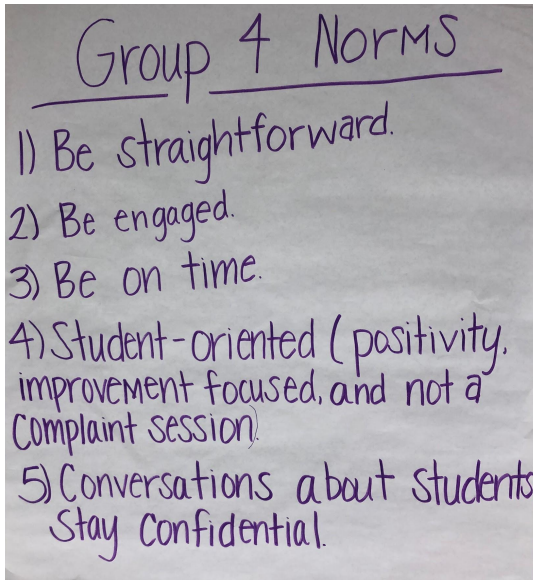 Group 4 Norms
1) Be straightforward.
2) Be engaged.
3) Be on time.
4) Student-oriented (positivity,
improvement focused, and not a
complaint session)
5) Conversations about students
stay confidential.